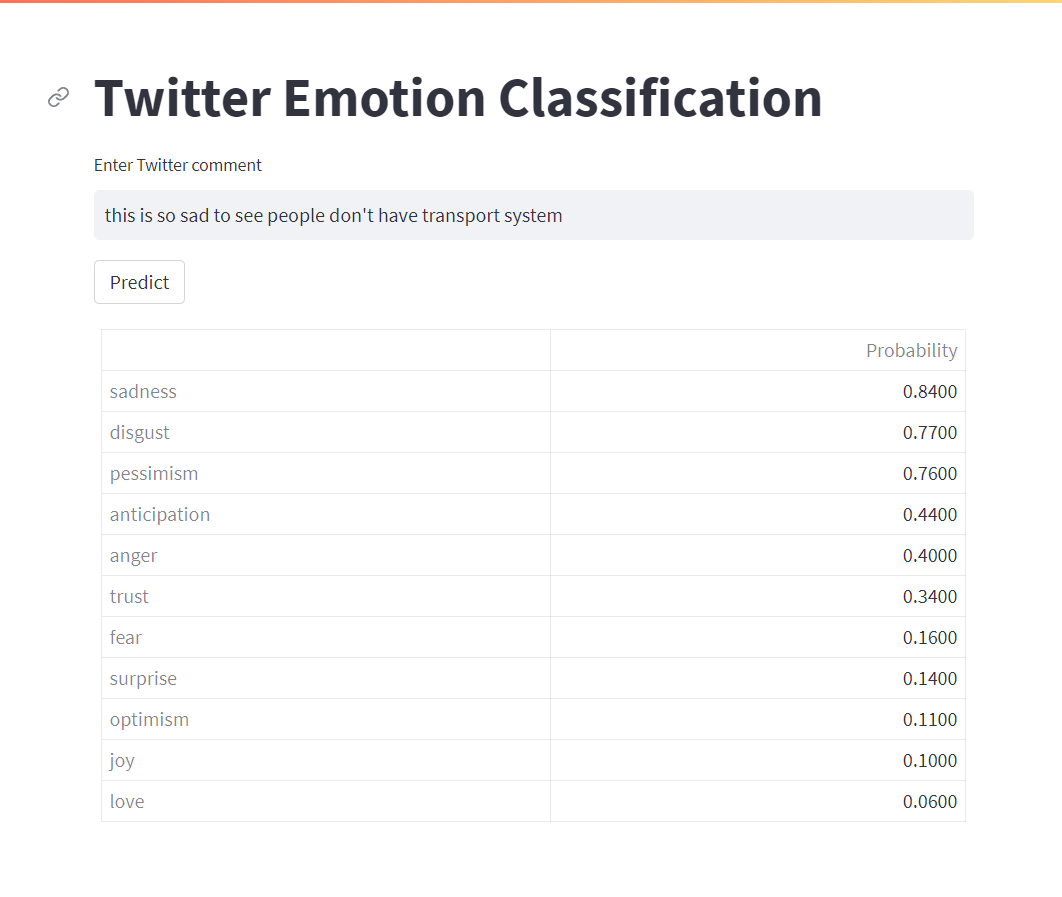 Twitter Emotion Classification
Enter Twitter comment
this is so sad to see people don't have transport system
Predict
Probability
sadness 0.8400
disgust 0.7700
pessimism 0.7600
anticipation 0.4400
anger 0.4000
trust 0.3400
fear 0.1600
surprise 0.1400
optimism 0.1100
joy 0.1000
love 0.0600